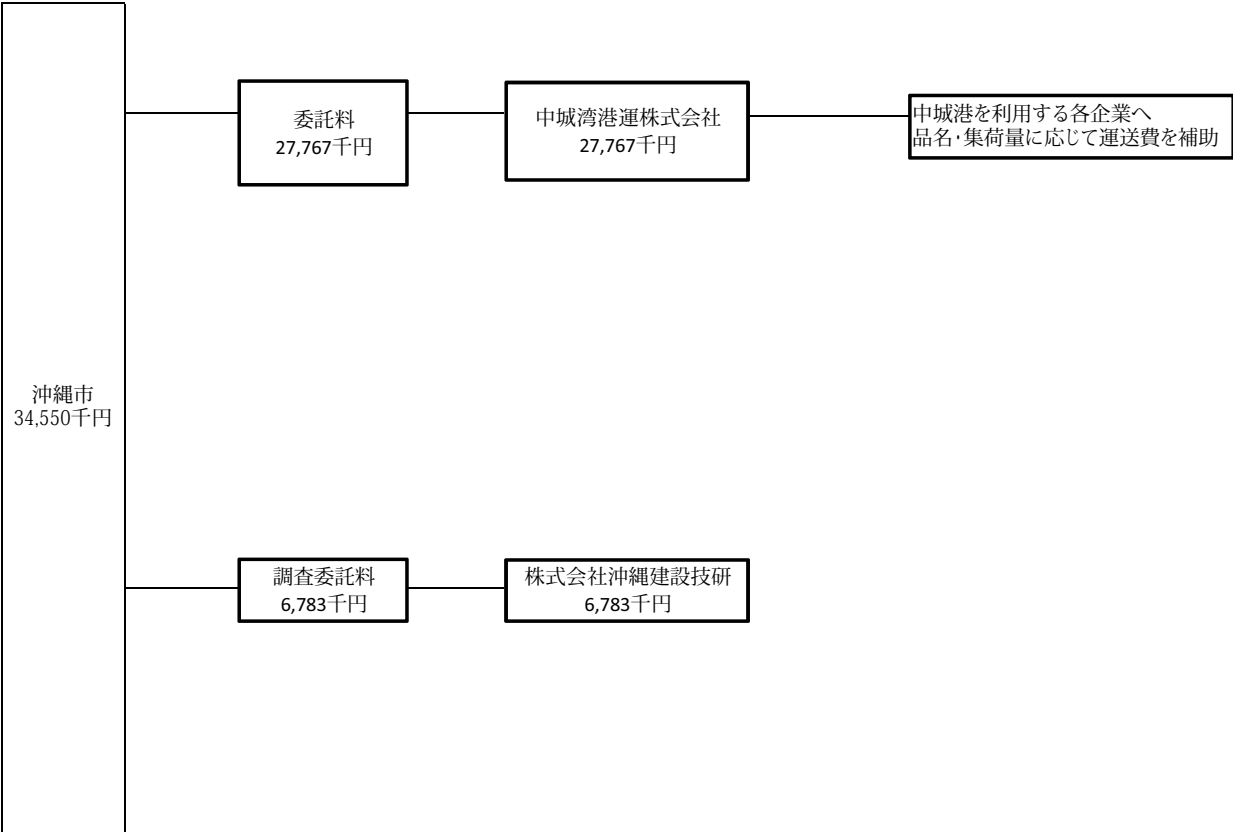 沖縄市
34,550千円
委託料
27,767千円
中城湾港運株式会社
27,767千円
中城港を利用する各企業へ
品名・集荷量に応じて運送費を補助
調査委託料
6,783千円
株式会社沖縄建設技研
6,783千円